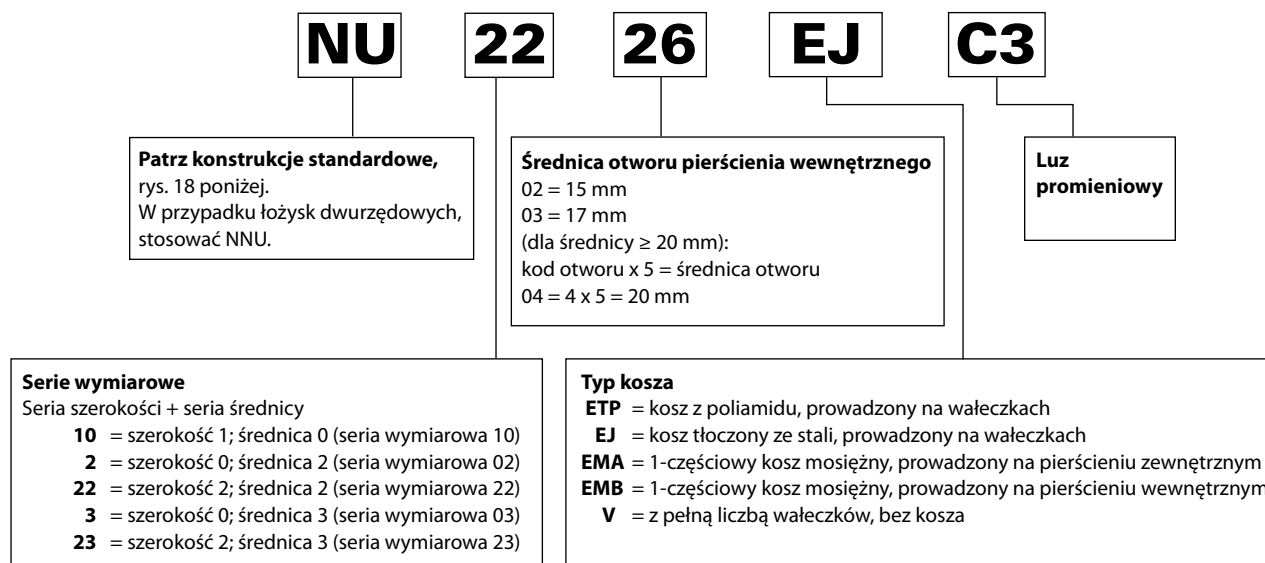 NU 22 26 EJ C3
Patrz konstrukcje standardowe,
rys. 18 poniżej.
W przypadku łożysk dwurzędowych,
stosować NNU.
Średnica otworu pierścienia wewnętrznego
02 = 15 mm
03 = 17 mm
(dla średnicy ≥ 20 mm):
kod otworu x 5 = średnica otworu
04 = 4 x 5 = 20 mm
Luz
promieniowy
Serie wymiarowe
Seria szerokości + seria średnicy
10 = szerokość 1; średnica 0 (seria wymiarowa 10)
2 = szerokość 0; średnica 2 (seria wymiarowa 02)
22 = szerokość 2; średnica 2 (seria wymiarowa 22)
3 = szerokość 0; średnica 3 (seria wymiarowa 03)
23 = szerokość 2; średnica 3 (seria wymiarowa 23)
Typ kosza
ETP = kosz z poliamidu, prowadzony na wałeczkach
EJ = kosz tłoczony ze stali, prowadzony na wałeczkach
EMA = 1-częściowy kosz mosiężny, prowadzony na pierścieniu zewnętrznym
EMB = 1-częściowy kosz mosiężny, prowadzony na pierścieniu wewnętrznym
V = z pełną liczbą wałeczków, bez kosza